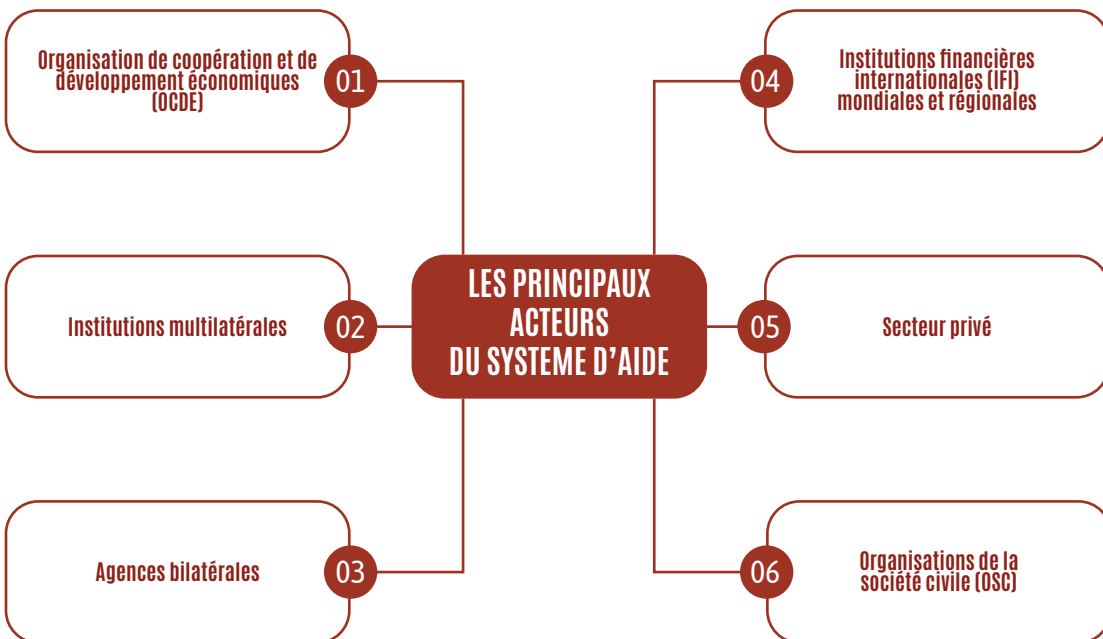 Organisation de coopération et de
développement économiques
(OCDE)
01
Institutions multilatérales
02
Agences bilatérales
03
LES PRINCIPAUX
ACTEURS
DU SYSTEME D'AIDE
04
Institutions financières
internationales (IFI)
mondiales et régionales
05
Secteur privé
06
Organisations de la
société civile (OSC)